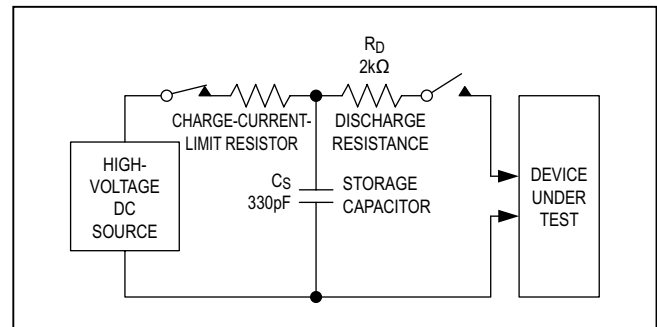 R_D
2kΩ
CHARGE-CURRENT-
LIMIT RESISTOR
DISCHARGE
RESISTANCE
HIGH-
VOLTAGE
DC
SOURCE
C_S
330pF
STORAGE
CAPACITOR
DEVICE
UNDER
TEST